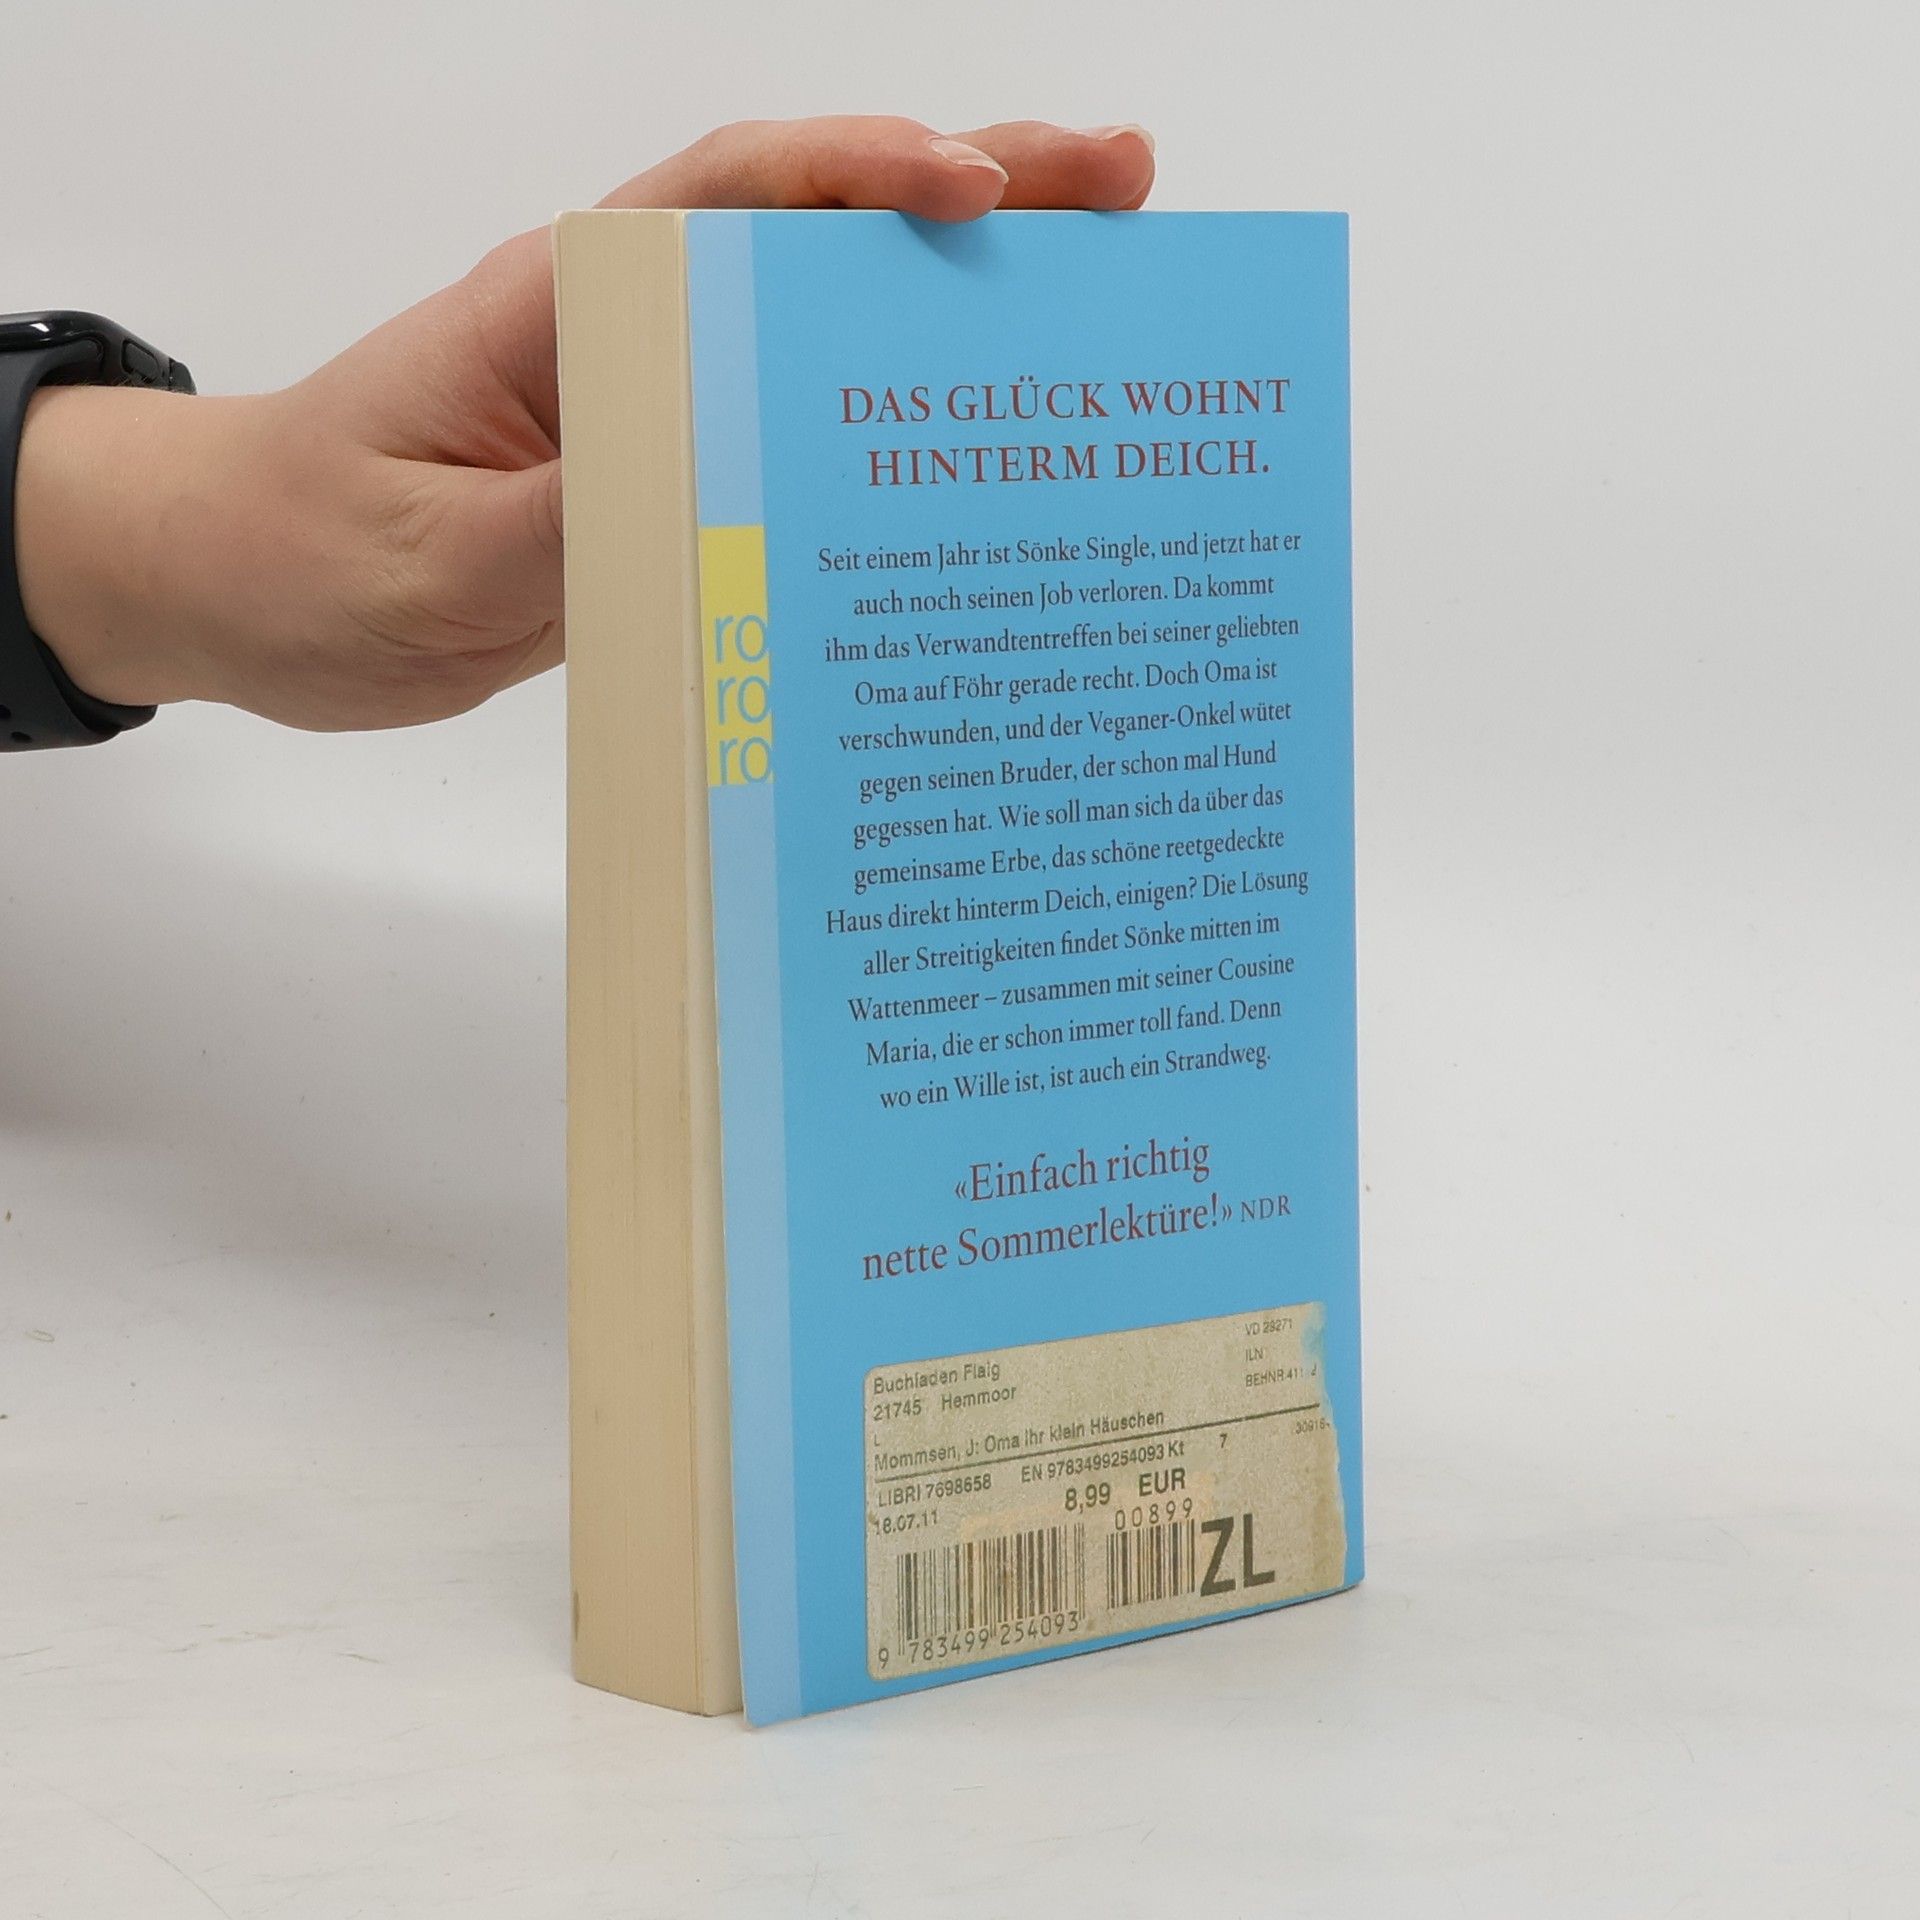 DAS GLÜCK WOHNT
HINTERM DEICH.
Seit einem Jahr ist Sönke Single, und jetzt hat er
auch noch seinen Job verloren. Da kommt
ihm das Verwandtentreffen bei seiner geliebten
Oma auf Föhr gerade recht. Doch Oma ist
verschwunden, und der Veganer-Onkel wütet
gegen seinen Bruder, der schon mal Hund
gegessen hat. Wie soll man sich da über das
gemeinsame Erbe, das schöne reetgedeckte
Haus direkt hinterm Deich, einigen? Die Lösung
aller Streitigkeiten findet Sönke mitten im
Wattenmeer – zusammen mit seiner Cousine
Maria, die er schon immer toll fand. Denn
wo ein Wille ist, ist auch ein Strandweg.
«Einfach richtig
nette Sommerlektüre!» NDR
ro
ro
ro
Buchladen Flaig
21745 Hemmoor
VD 29271
ILN
BEHNR 411
L
Mommsen, J: Oma ihr klein Häuschen
LIBRI 7698658 EN 9783499254093 Kt 7
18.07.11 8,99 EUR
00899
ZL
9 783499 254093